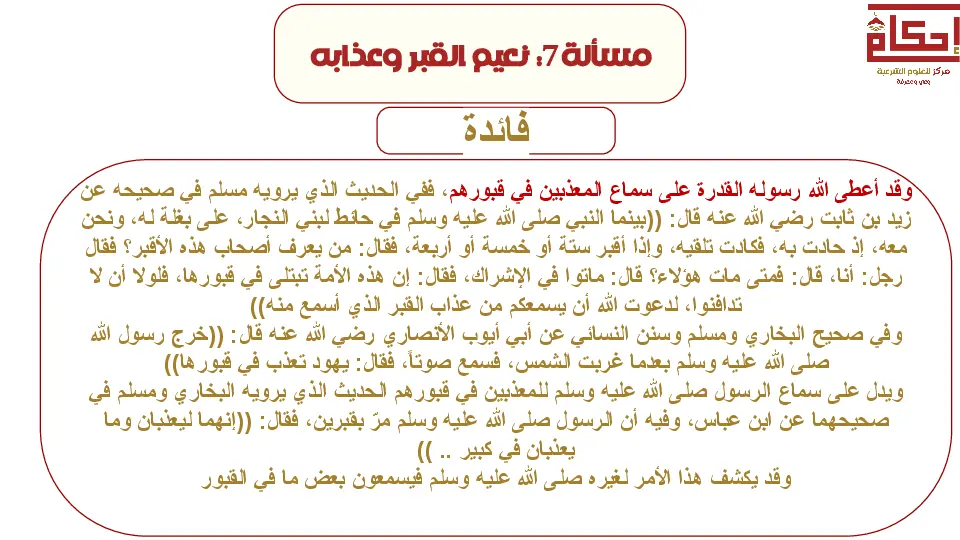 إحكام
مركز للعلوم الشرعية
وعي ومعرفة
مسألة 7: نعيم القبر وعذابه
فائدة
وقد أعطى الله رسوله القدرة على سماع المعذبين في قبورهم، ففي الحديث الذي يرويه مسلم في صحيحه عن
زيد بن ثابت رضي الله عنه قال: ((بينما النبي صلى الله عليه وسلم في حائط لبني النجار، على بغلة له، ونحن
معه، إذ حادت به، فكادت تلقيه، وإذا أقبر ستة أو خمسة أو أربعة، فقال: من يعرف أصحاب هذه الأقبر؟ فقال
رجل: أنا، قال: فمتى مات هؤلاء؟ قال: ماتوا في الإشراك، فقال: إن هذه الأمة تبتلى في قبورها، فلولا أن لا
تدافنوا، لدعوت الله أن يسمعكم من عذاب القبر الذي أسمع منه))
وفي صحيح البخاري ومسلم وسنن النسائي عن أبي أيوب الأنصاري رضي الله عنه قال: ((خرج رسول الله
صلى الله عليه وسلم بعدما غربت الشمس، فسمع صوتاً، فقال: يهود تعذب في قبورها))
ويدل على سماع الرسول صلى الله عليه وسلم للمعذبين في قبورهم الحديث الذي يرويه البخاري ومسلم في
صحيحهما عن ابن عباس، وفيه أن الرسول صلى الله عليه وسلم مرّ بقبرين، فقال: ((إنهما ليعذبان وما
يعذبان في كبير .. ))
وقد يكشف هذا الأمر لغيره صلى الله عليه وسلم فيسمعون بعض ما في القبور